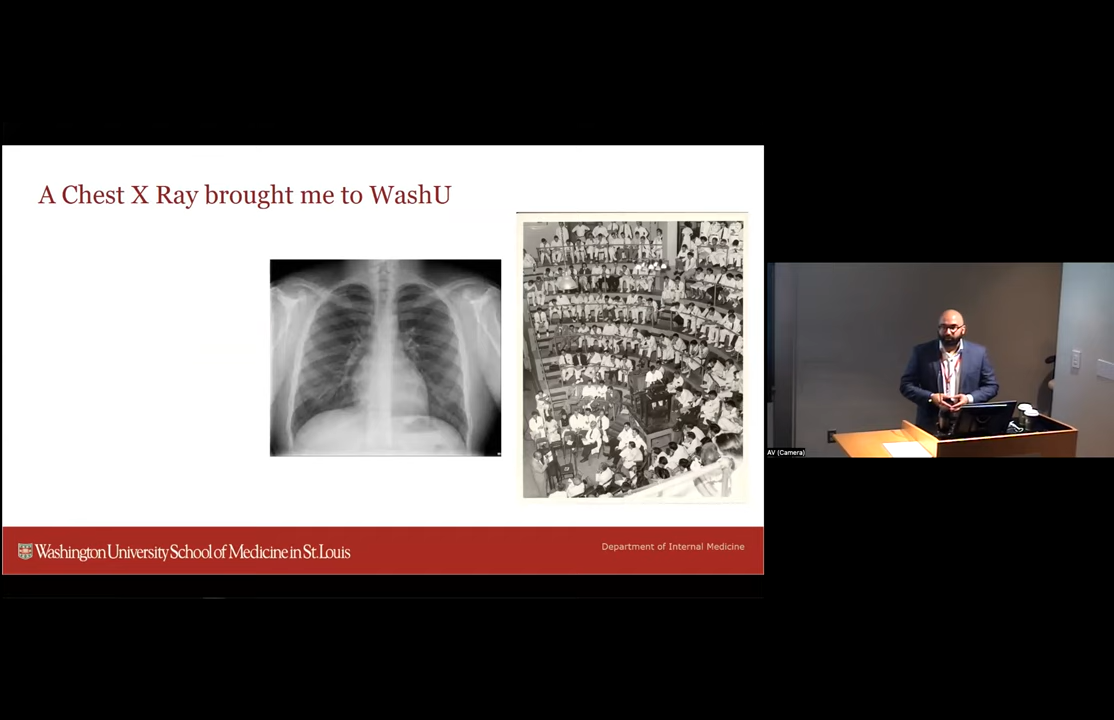 A Chest X Ray brought me to WashU
Washington University School of Medicine in St. Louis
Department of Internal Medicine
AV (Camera)